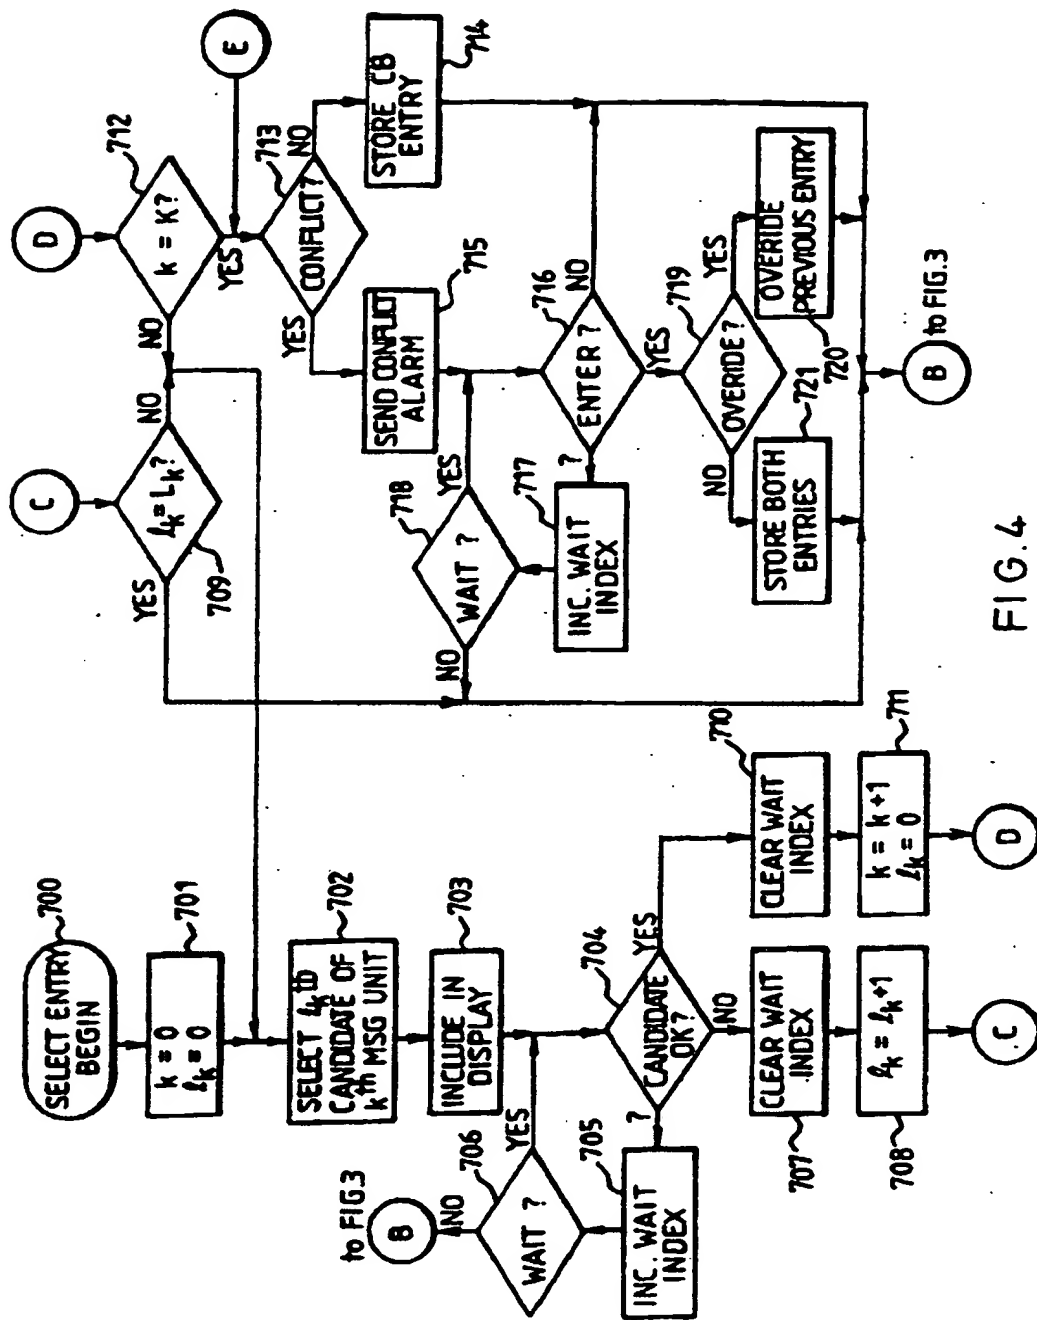 SELECT ENTRY
BEGIN
700
k = 0
ℓk = 0
701
SELECT ℓk th
CANDIDATE OF
kth MSG UNIT
702
INCLUDE IN
DISPLAY
703
CANDIDATE
OK?
704
YES
NO
?
INC. WAIT
INDEX
705
WAIT ?
706
YES
NO
B
to FIG.3
CLEAR WAIT
INDEX
707
ℓk = ℓk+1
708
C
CLEAR WAIT
INDEX
710
k = k+1
ℓk = 0
711
D
C
ℓk = Lk?
709
YES
NO
D
k = K?
712
NO
YES
E
CONFLICT?
713
YES
NO
STORE CB
ENTRY
714
SEND CONFLICT
ALARM
715
ENTER ?
716
NO
YES
?
INC. WAIT
INDEX
717
WAIT ?
718
YES
NO
OVERIDE?
719
YES
NO
OVERIDE
PREVIOUS ENTRY
720
STORE BOTH
ENTRIES
721
B
to FIG.3
FIG.4